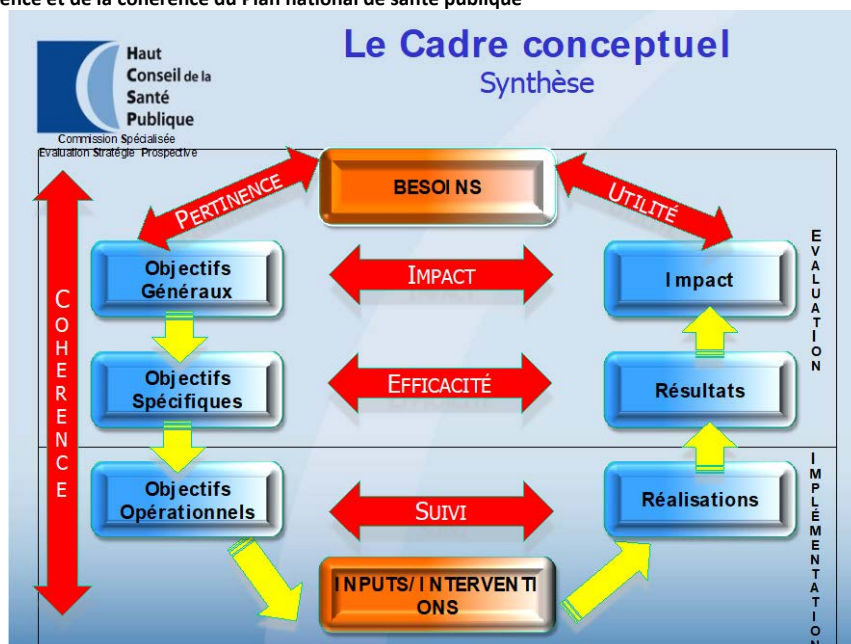 ence et de la cohérence du Plan national de santé publique
Haut
Conseil de la
Santé
Publique
Commission Spécialisée
Evaluation Stratégie Prospective
Le Cadre conceptuel
Synthèse
BESOINS
PERTINENCE
UTILITÉ
Objectifs
Généraux
IMPACT
Impact
Objectifs
Spécifiques
EFFICACITÉ
Résultats
Objectifs
Opérationnels
SUIVI
Réalisations
INPUTS/INTERVENTI
ONS
COHERENCE
EVALUATION
IMPLÉMENTATION